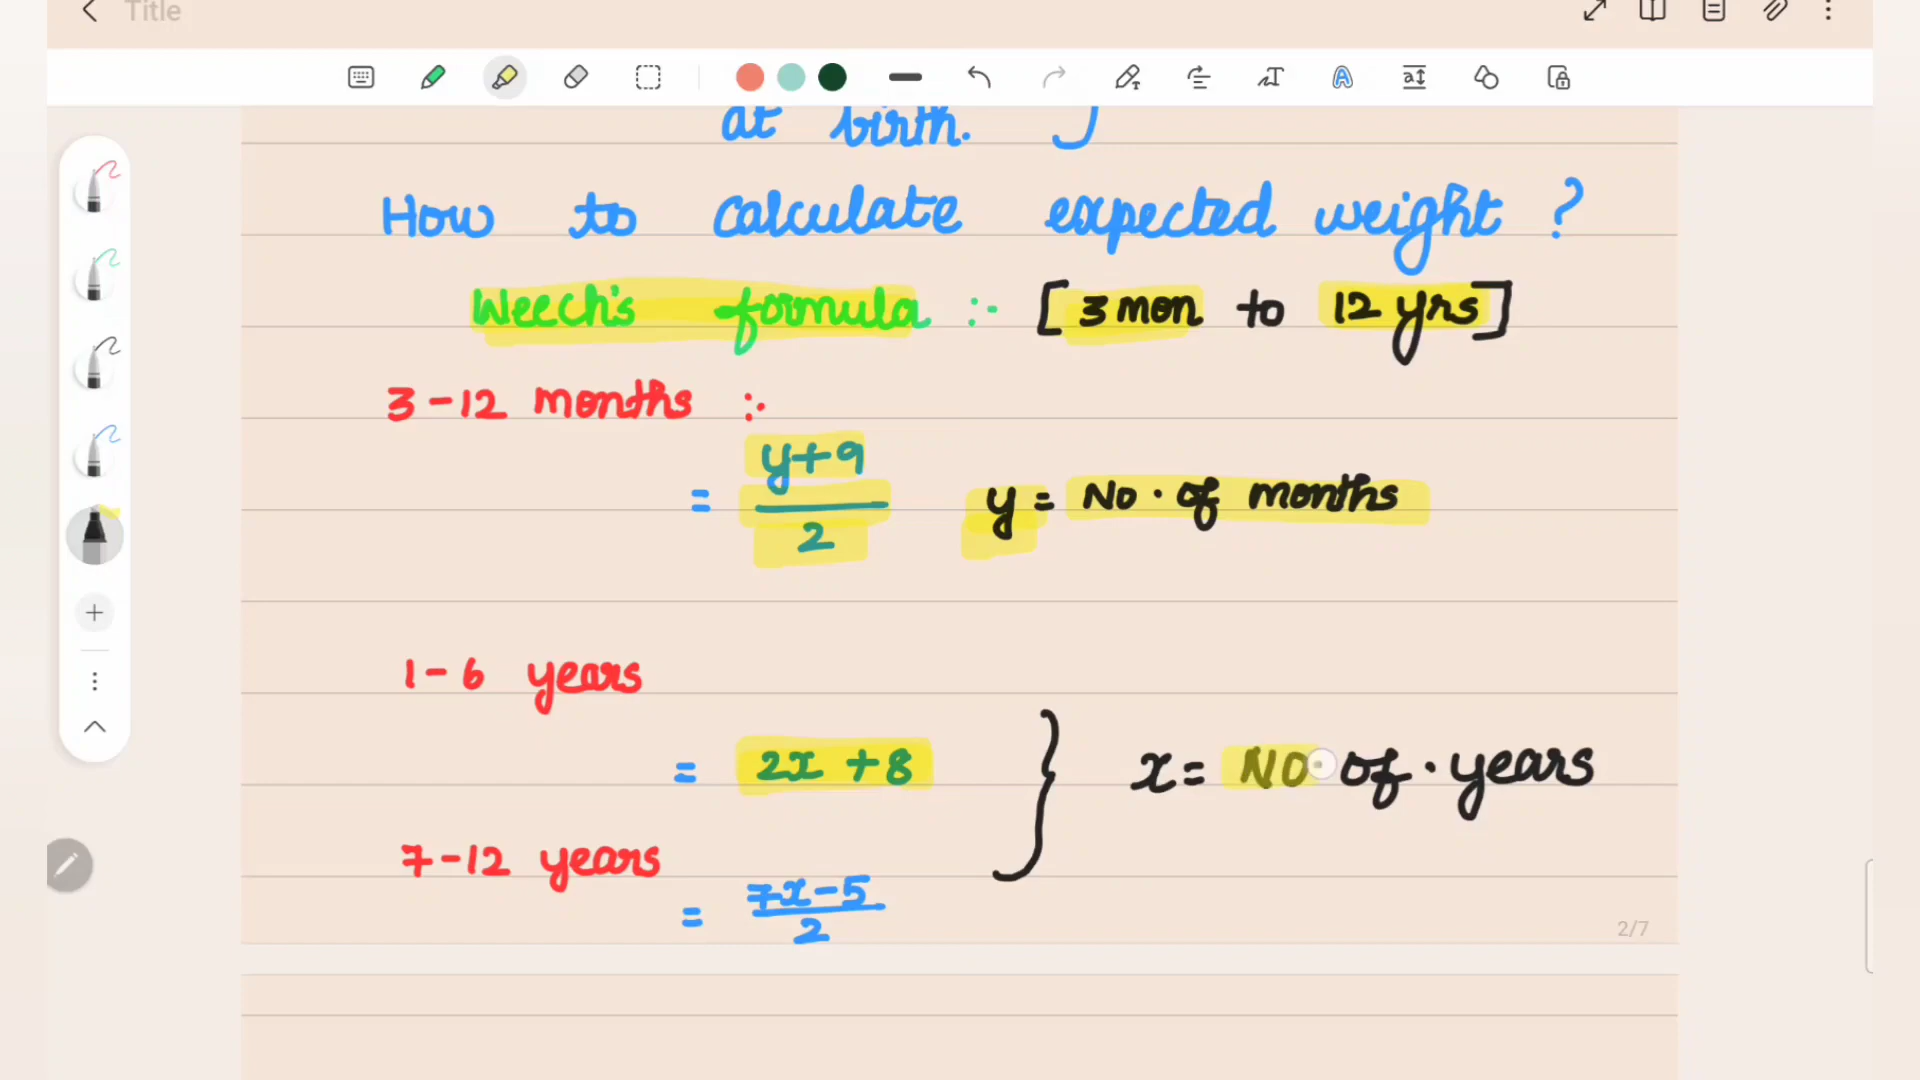 Title
at birth. }
How to calculate expected weight ?
Weech's formula :- [3 mon to 12 yrs]
3-12 months :-
= y+9/2 y = No. of months
1-6 years
= 2x +8 } x = No. of. years
7-12 years
= 7x-5/2
2/7